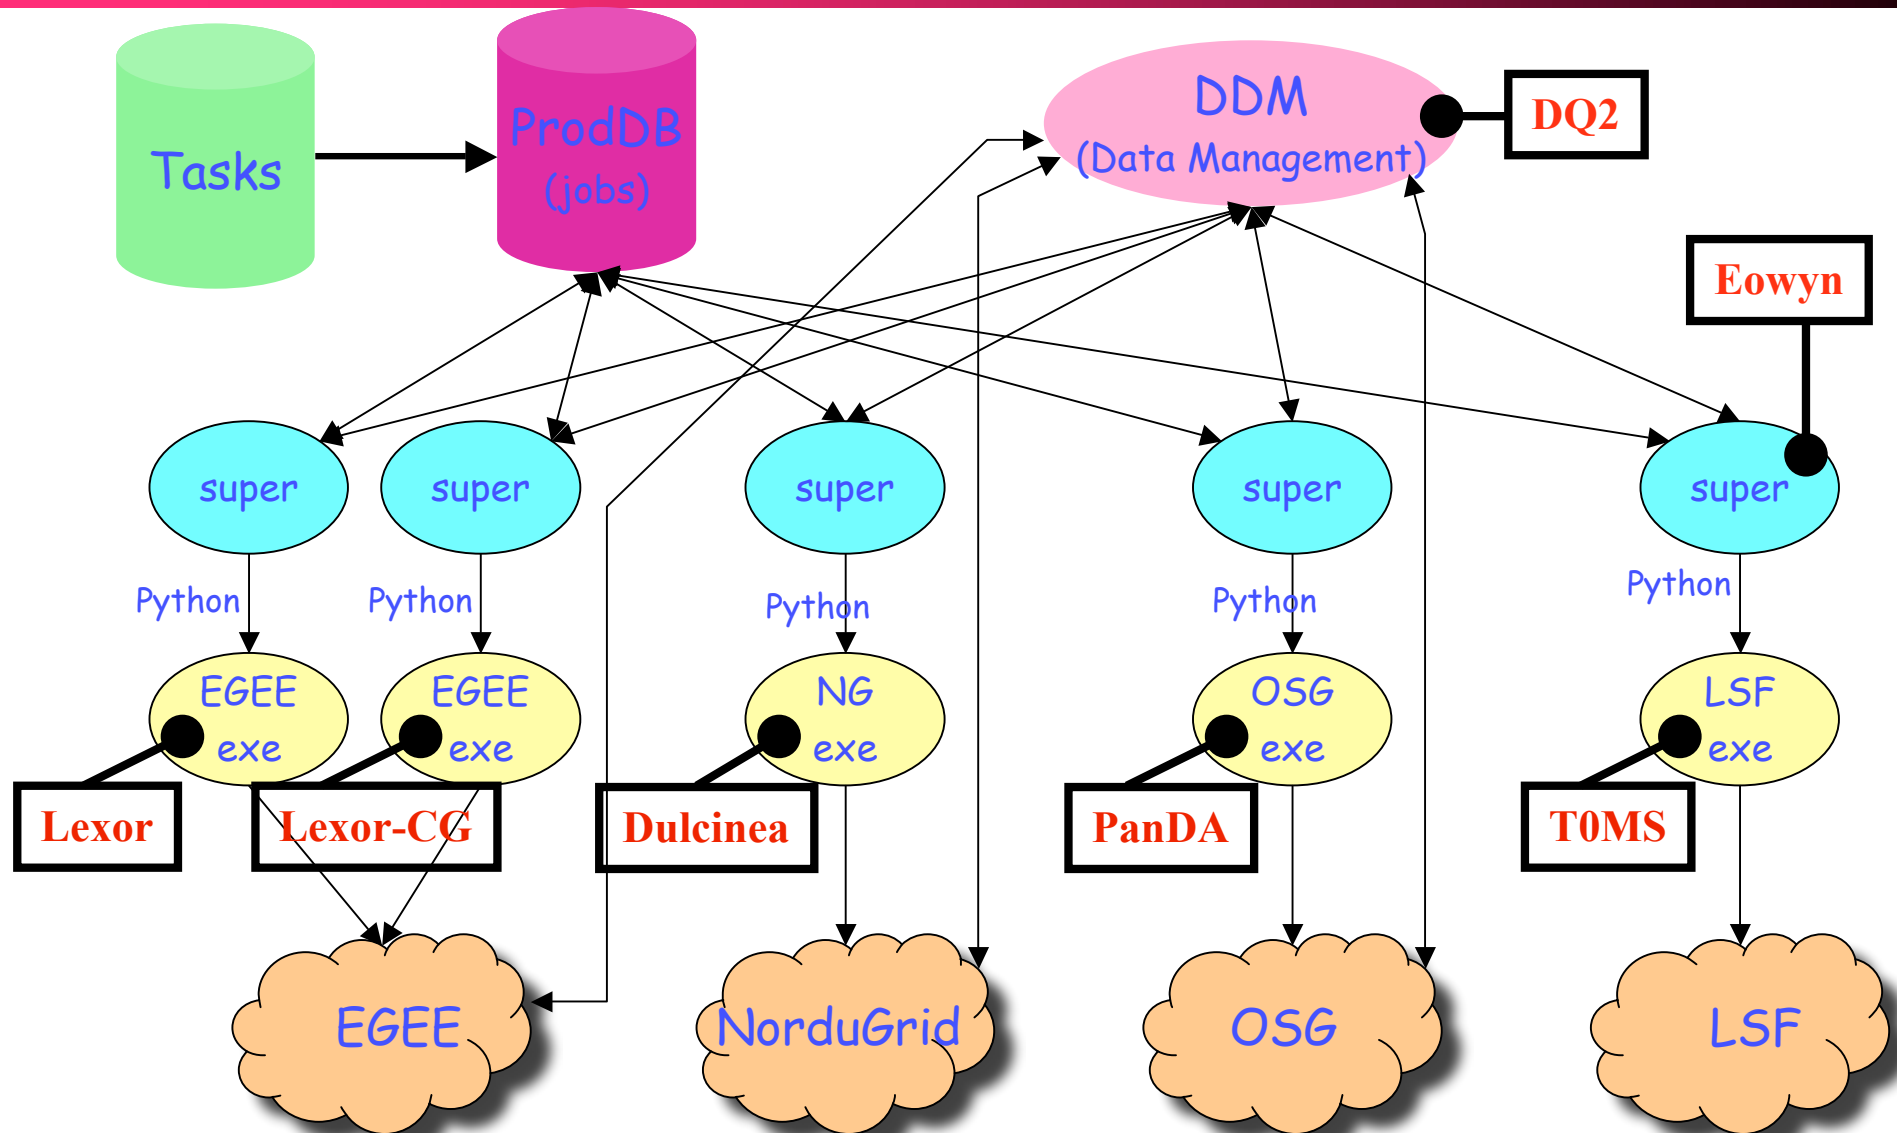 Tasks
ProdDB
(jobs)
DDM
(Data Management)
DQ2
Eowyn
super
super
super
super
super
Python
Python
Python
Python
Python
EGEE
exe
EGEE
exe
NG
exe
OSG
exe
LSF
exe
Lexor
Lexor-CG
Dulcinea
PanDA
T0MS
EGEE
NorduGrid
OSG
LSF